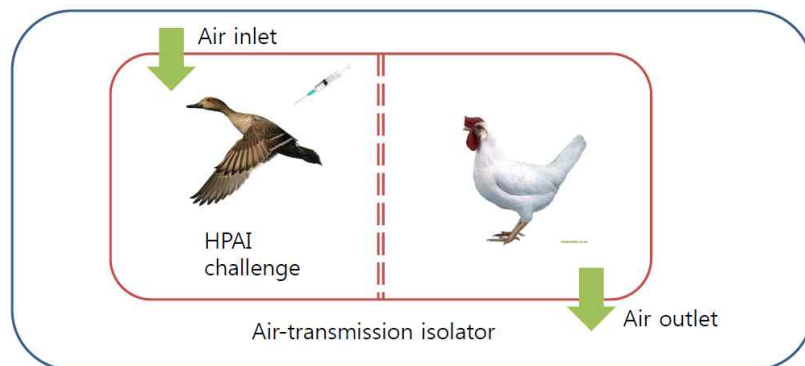 Air inlet
HPAI
challenge
Air outlet
Air-transmission isolator